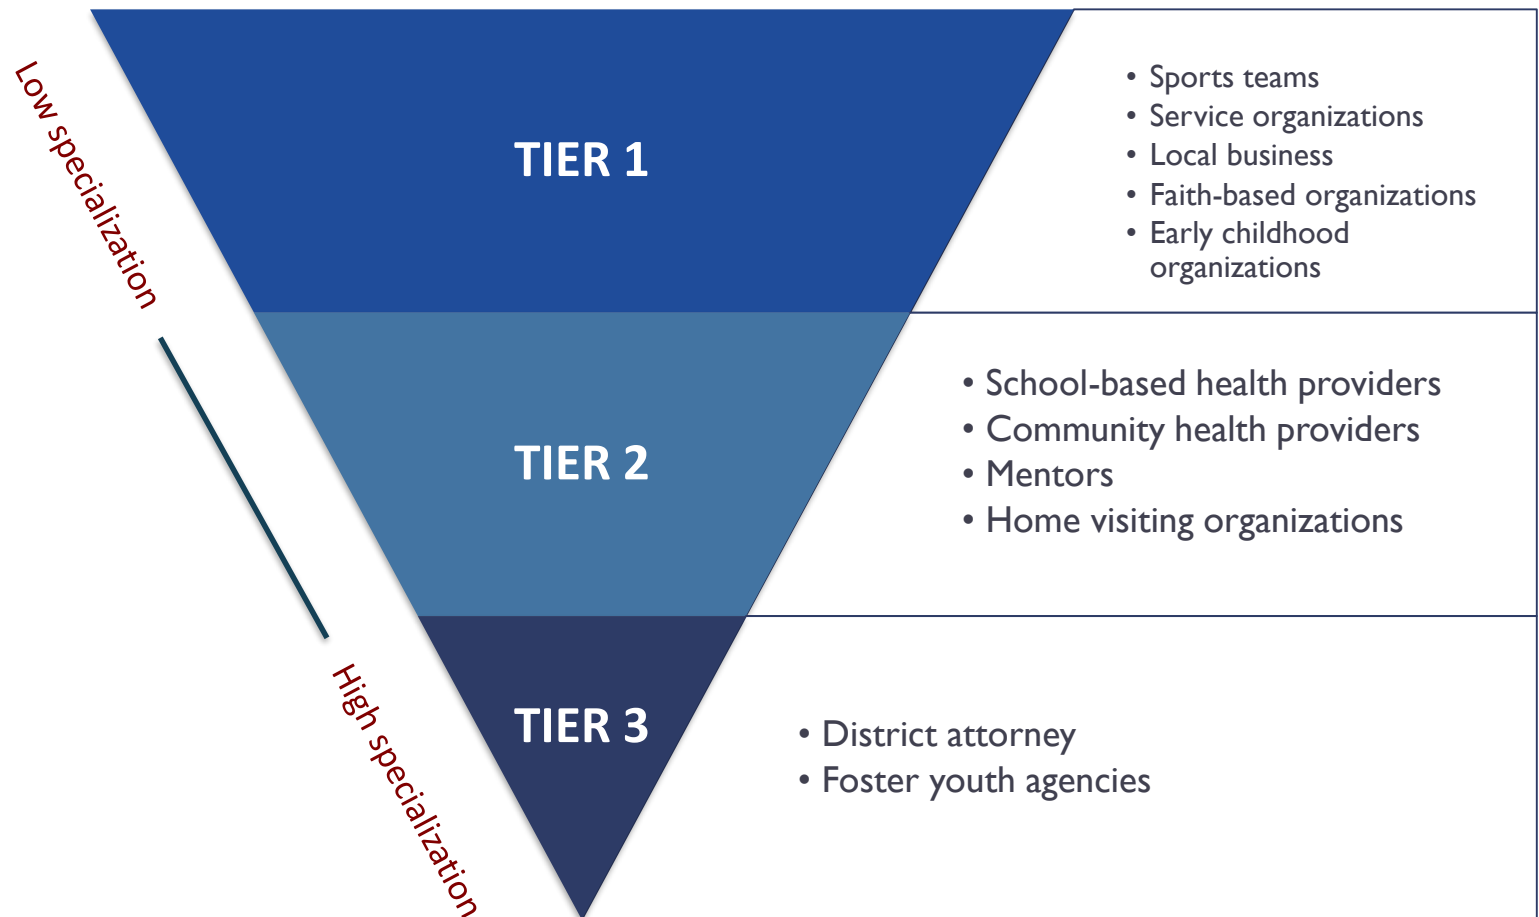 Low specialization
TIER 1
• Sports teams
• Service organizations
• Local business
• Faith-based organizations
• Early childhood
organizations
TIER 2
• School-based health providers
• Community health providers
• Mentors
• Home visiting organizations
High specialization
TIER 3
• District attorney
• Foster youth agencies